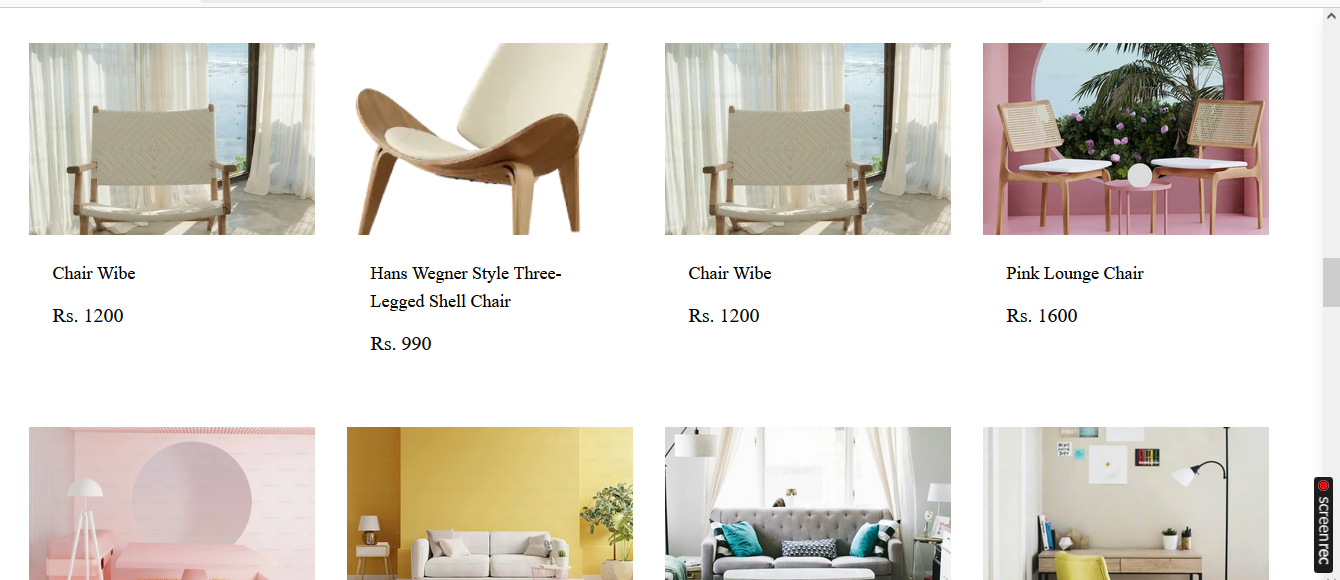 Chair Wibe
Rs. 1200
Hans Wegner Style Three-
Legged Shell Chair
Rs. 990
Chair Wibe
Rs. 1200
Pink Lounge Chair
Rs. 1600
screenrec